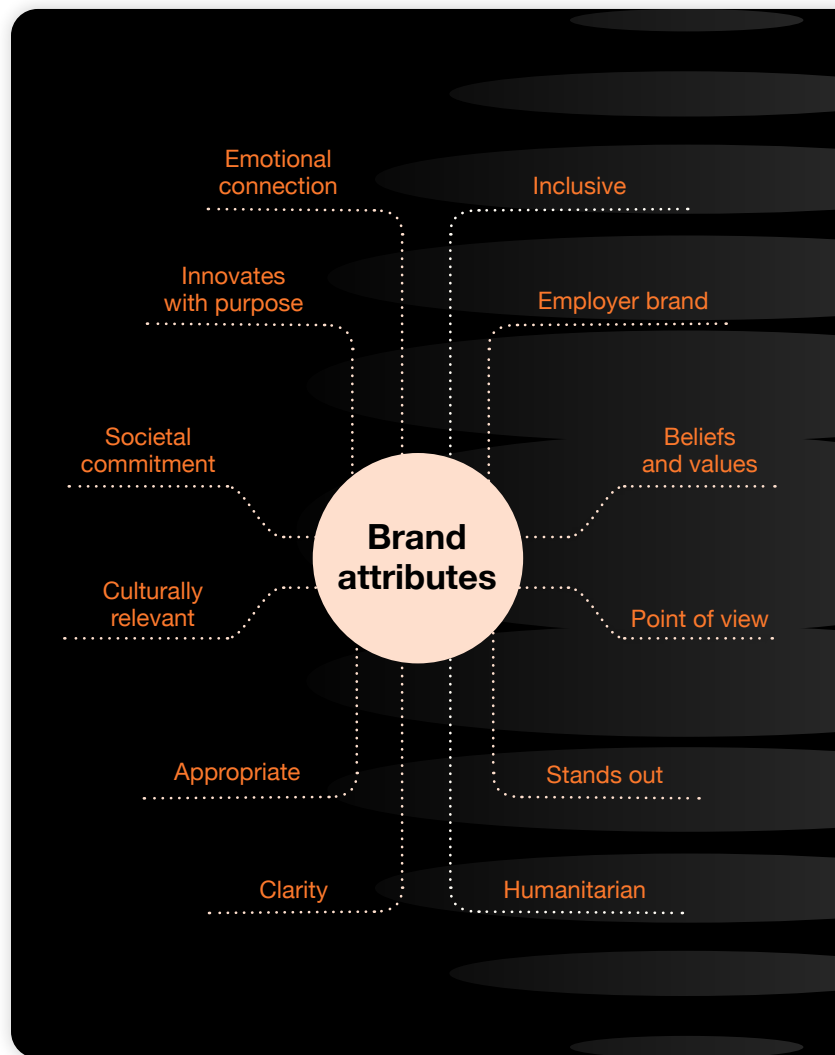 Emotional
connection
Inclusive
Innovates
with purpose
Employer brand
Societal
commitment
Beliefs
and values
Brand
attributes
Culturally
relevant
Point of view
Appropriate
Stands out
Clarity
Humanitarian